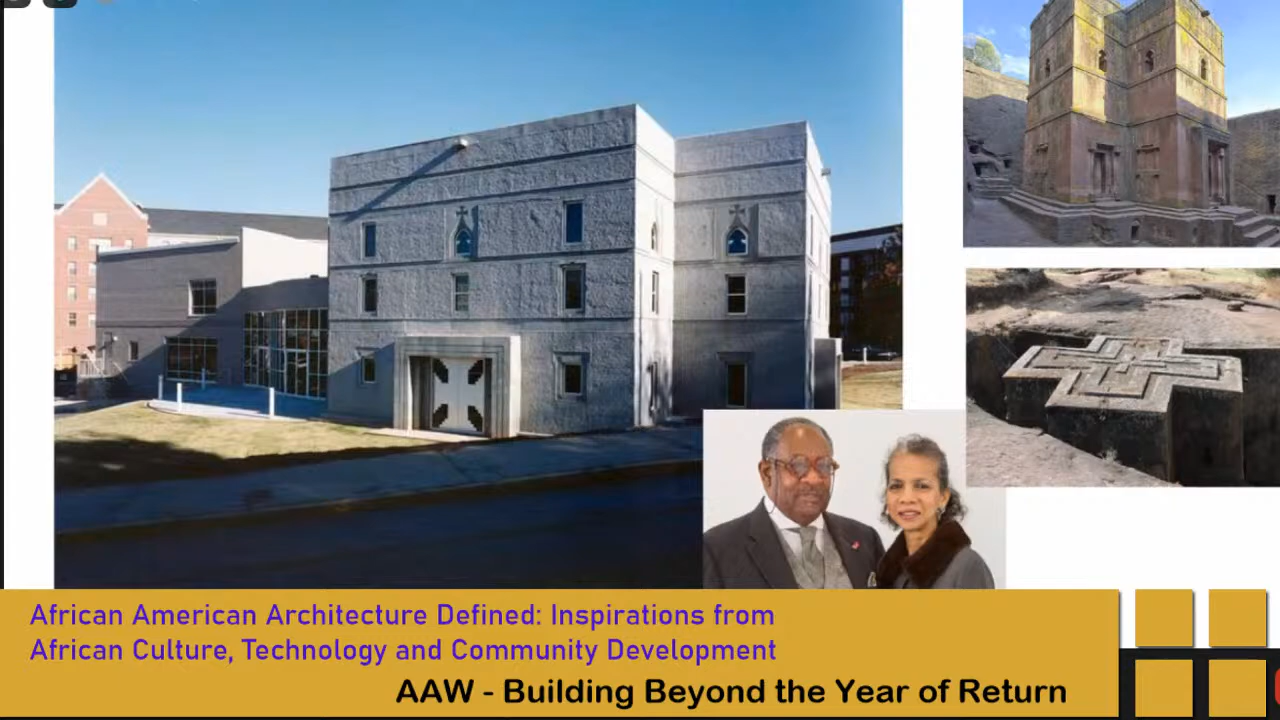 African American Architecture Defined: Inspirations from
African Culture, Technology and Community Development
AAW - Building Beyond the Year of Return